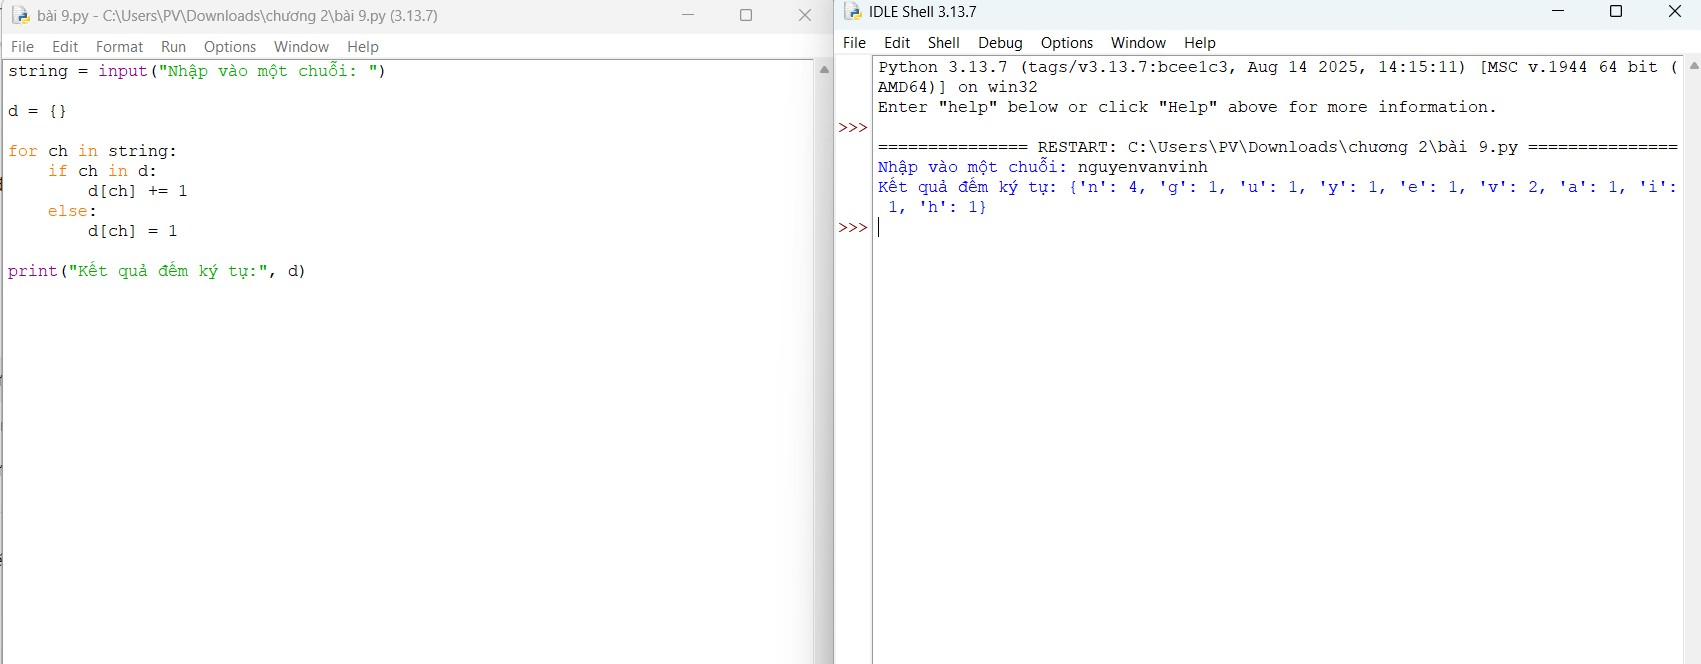 bài 9.py - C:\Users\PV\Downloads\chương 2\bài 9.py (3.13.7)
File Edit Format Run Options Window Help
string = input("Nhập vào một chuỗi: ")
d = {}
for ch in string:
    if ch in d:
        d[ch] += 1
    else:
        d[ch] = 1
print("Kết quả đếm ký tự:", d)
IDLE Shell 3.13.7
File Edit Shell Debug Options Window Help
Python 3.13.7 (tags/v3.13.7:bcee1c3, Aug 14 2025, 14:15:11) [MSC v.1944 64 bit (
AMD64)] on win32
Enter "help" below or click "Help" above for more information.
>>>
=============== RESTART: C:\Users\PV\Downloads\chương 2\bài 9.py ===============
Nhập vào một chuỗi: nguyenvanvinh
Kết quả đếm ký tự: {'n': 4, 'g': 1, 'u': 1, 'y': 1, 'e': 1, 'v': 2, 'a': 1, 'i':
 1, 'h': 1}
>>>